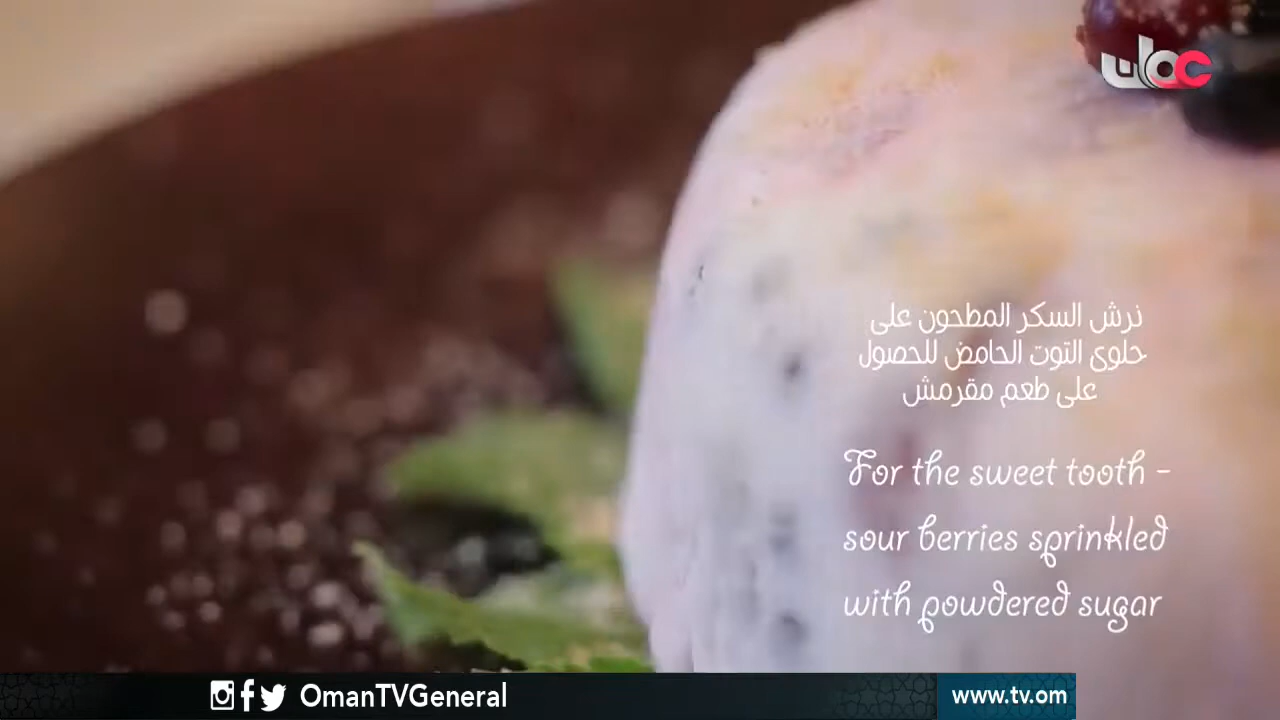 عمان
نرش السكر المطحون على
حلوى التوت الحامض للحصول
على طعم مقرمش
For the sweet tooth -
sour berries sprinkled
with powdered sugar
OmanTVGeneral
www.tv.om